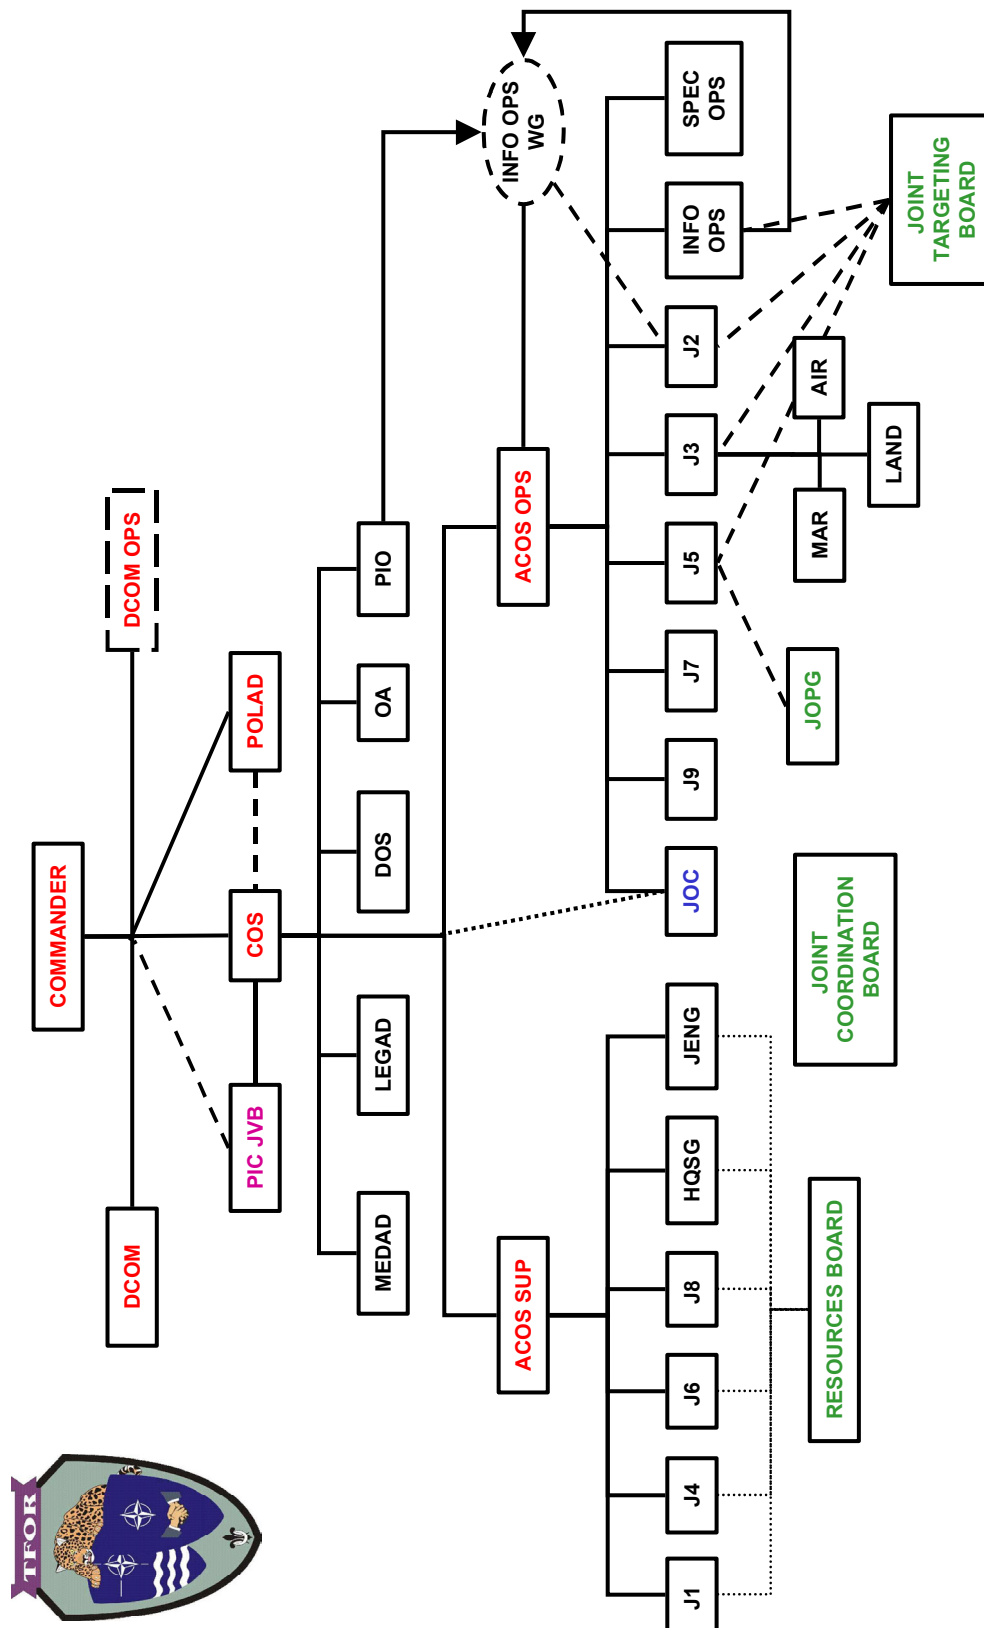 TFOR
COMMANDER
DCOM
DCOM OPS
PIC JVB
COS
POLAD
MEDAD
LEGAD
DOS
OA
PIO
INFO OPS
WG
ACOS SUP
ACOS OPS
J1
J4
J6
J8
HQSG
JENG
JOC
J9
J7
J5
J3
J2
INFO
OPS
SPEC
OPS
RESOURCES BOARD
JOINT
COORDINATION
BOARD
JOPG
MAR
AIR
LAND
JOINT
TARGETING
BOARD